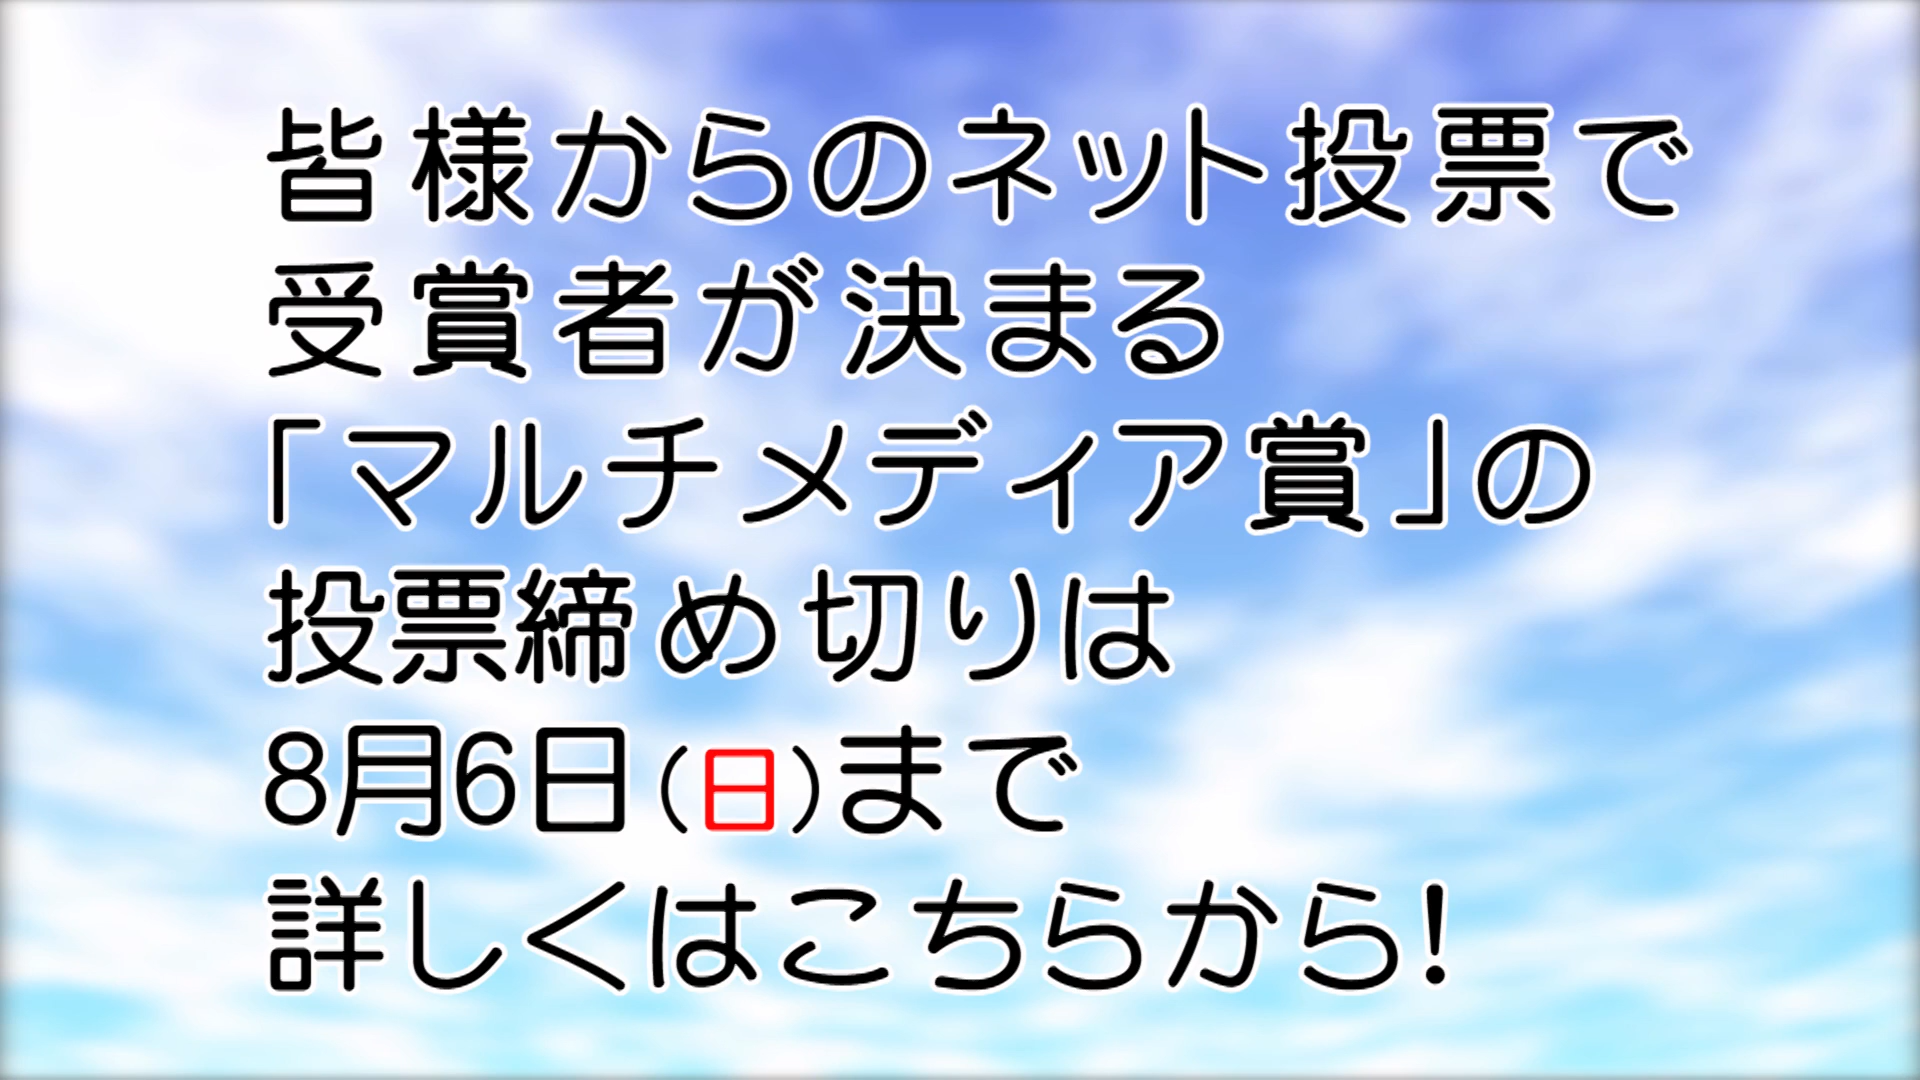 皆様からのネット投票で
受賞者が決まる
「マルチメディア賞」の
投票締め切りは
8月6日(日)まで
詳しくはこちらから!